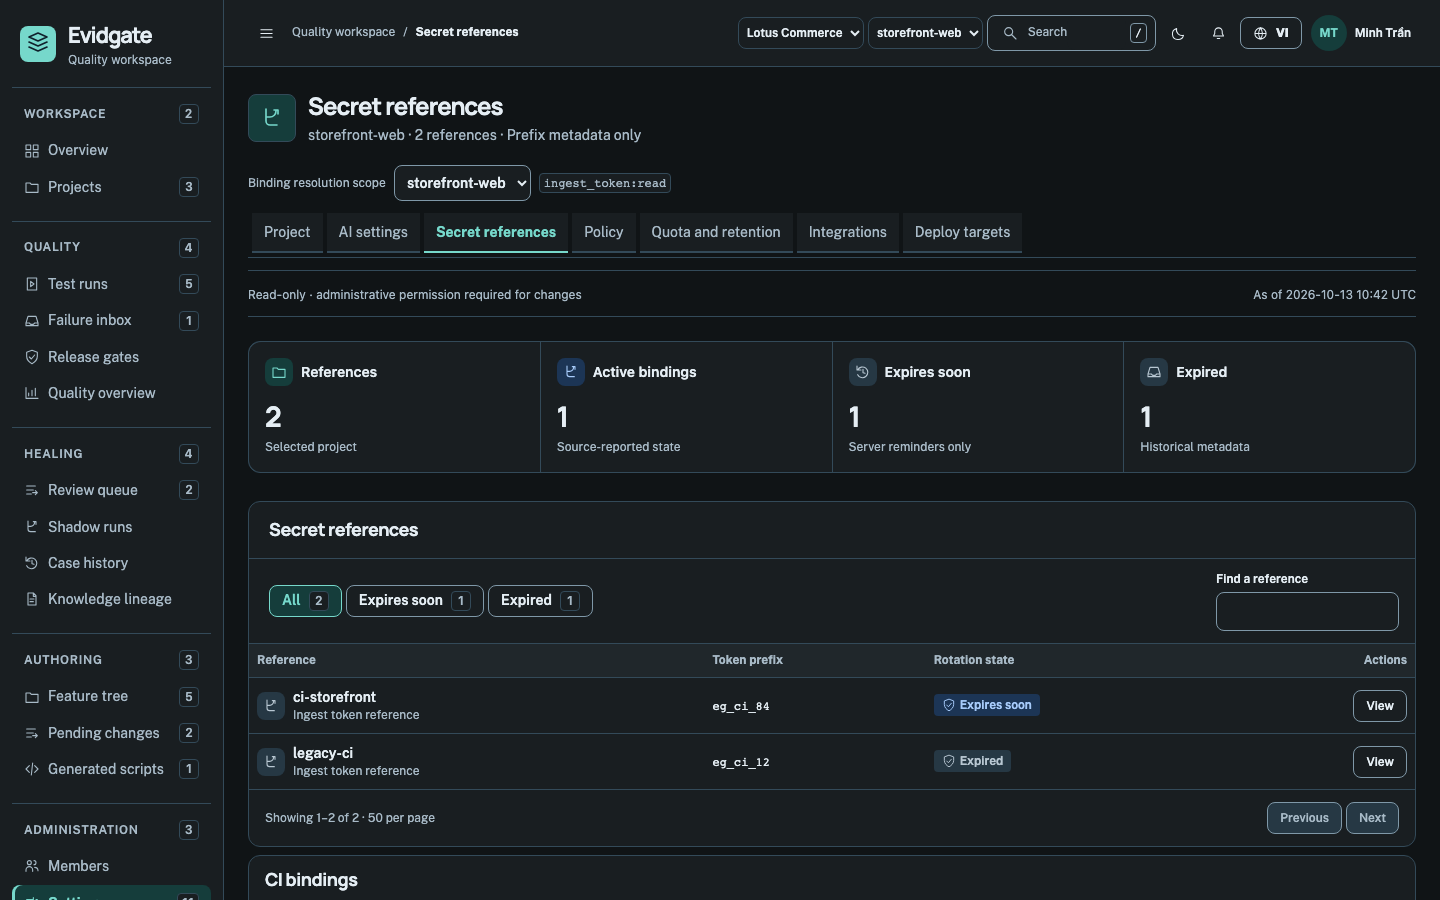 Evidgate
Quality workspace
WORKSPACE 2
Overview
Projects 3
QUALITY 4
Test runs 5
Failure inbox 1
Release gates
Quality overview
HEALING 4
Review queue 2
Shadow runs
Case history
Knowledge lineage
AUTHORING 3
Feature tree 5
Pending changes 2
Generated scripts 1
ADMINISTRATION 3
Members
Quality workspace / Secret references
Lotus Commerce
storefront-web
Search /
VI
MT Minh Trần
Secret references
storefront-web · 2 references · Prefix metadata only
Binding resolution scope storefront-web ingest_token:read
Project AI settings Secret references Policy Quota and retention Integrations Deploy targets
Read-only · administrative permission required for changes
As of 2026-10-13 10:42 UTC
References
2
Selected project
Active bindings
1
Source-reported state
Expires soon
1
Server reminders only
Expired
1
Historical metadata
Secret references
All 2 Expires soon 1 Expired 1
Find a reference
Reference Token prefix Rotation state Actions
ci-storefront
Ingest token reference
eg_ci_84 Expires soon View
legacy-ci
Ingest token reference
eg_ci_12 Expired View
Showing 1–2 of 2 · 50 per page
Previous Next
CI bindings